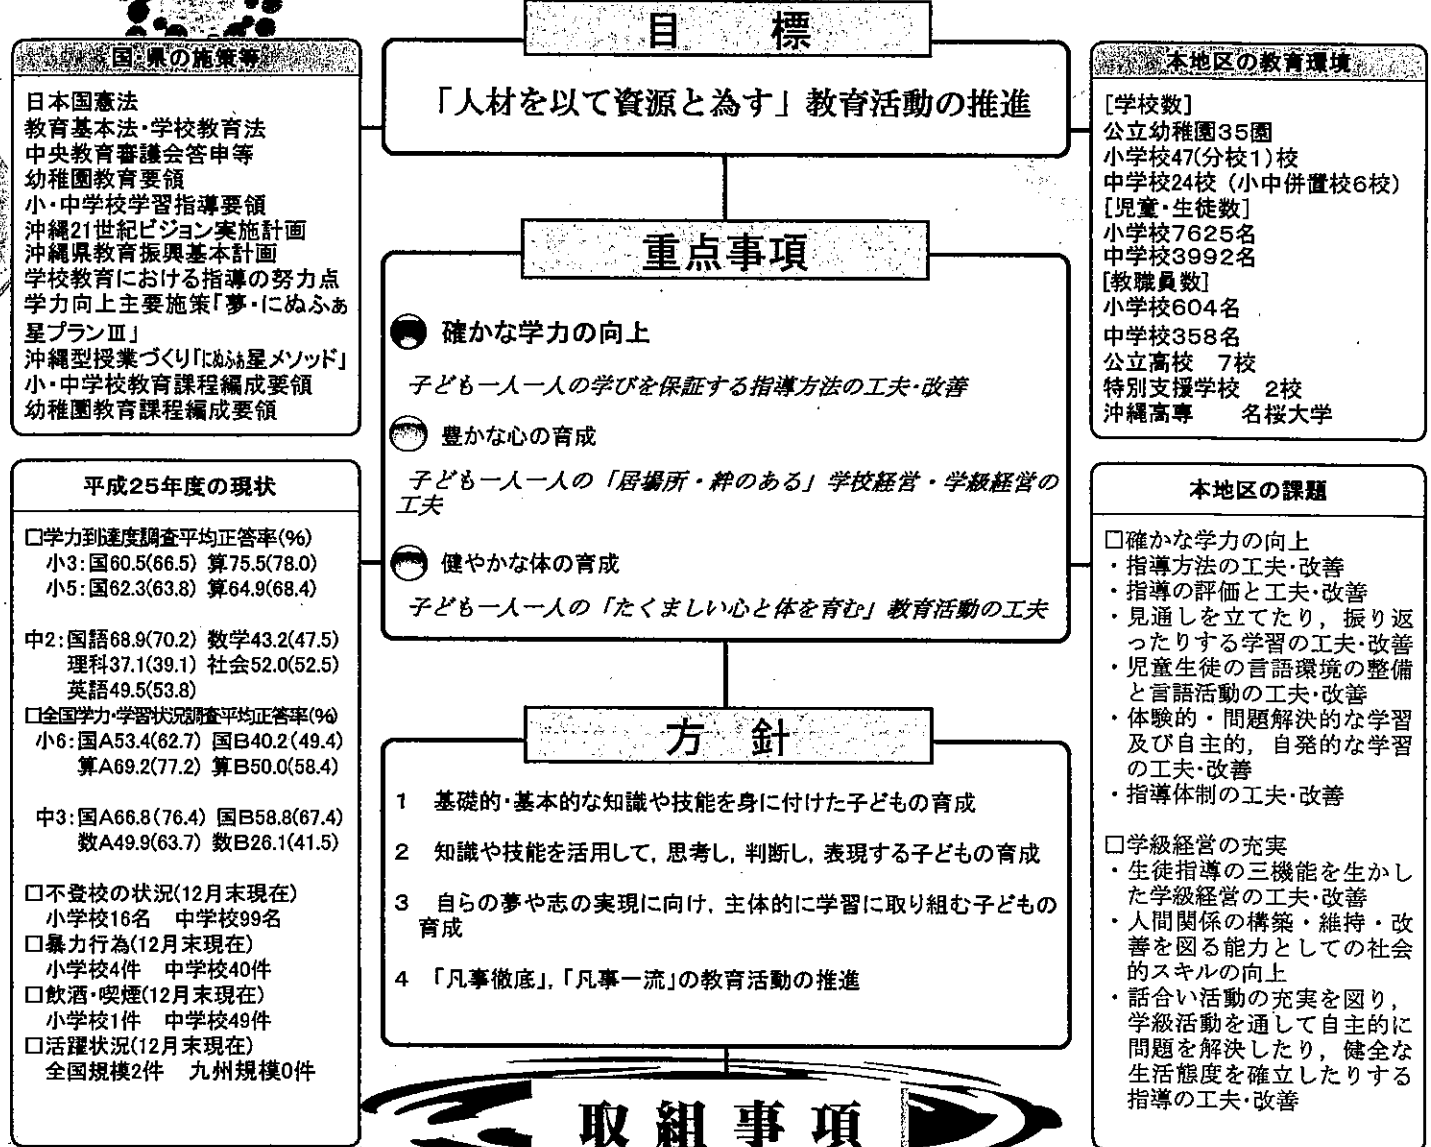 国・県の施策等
日本国憲法
教育基本法・学校教育法
中央教育審議会答申等
幼稚園教育要領
小・中学校学習指導要領
沖縄21世紀ビジョン実施計画
沖縄県教育振興基本計画
学校教育における指導の努力点
学力向上主要施策「夢・にぬふぁ
星プランⅢ」
沖縄型授業づくり「にぬふぁ星メソッド」
小・中学校教育課程編成要領
幼稚園教育課程編成要領
平成25年度の現状
□学力到達度調査平均正答率(%)
小3:国60.5(66.5) 算75.5(78.0)
小5:国62.3(63.8) 算64.9(68.4)
中2:国語68.9(70.2) 数学43.2(47.5)
理科37.1(39.1) 社会52.0(52.5)
英語49.5(53.8)
□全国学力・学習状況調査平均正答率(%)
小6:国A53.4(62.7) 国B40.2(49.4)
算A69.2(77.2) 算B50.0(58.4)
中3:国A66.8(76.4) 国B58.8(67.4)
数A49.9(63.7) 数B26.1(41.5)
□不登校の状況(12月末現在)
小学校16名 中学校99名
□暴力行為(12月末現在)
小学校4件 中学校40件
□飲酒・喫煙(12月末現在)
小学校1件 中学校49件
□活躍状況(12月末現在)
全国規模2件 九州規模0件
目 標
「人材を以て資源と為す」教育活動の推進
重点事項
確かな学力の向上
子ども一人一人の学びを保証する指導方法の工夫・改善
豊かな心の育成
子ども一人一人の「居場所・絆のある」学校経営・学級経営の
工夫
健やかな体の育成
子ども一人一人の「たくましい心と体を育む」教育活動の工夫
方 針
1 基礎的・基本的な知識や技能を身に付けた子どもの育成
2 知識や技能を活用して,思考し,判断し,表現する子どもの育成
3 自らの夢や志の実現に向け,主体的に学習に取り組む子どもの
育成
4 「凡事徹底」,「凡事一流」の教育活動の推進
取組事項
本地区の教育環境
[学校数]
公立幼稚園35園
小学校47(分校1)校
中学校24校(小中併置校6校)
[児童・生徒数]
小学校7625名
中学校3992名
[教職員数]
小学校604名
中学校358名
公立高校 7校
特別支援学校 2校
沖縄高専 名桜大学
本地区の課題
□確かな学力の向上
・指導方法の工夫・改善
・指導の評価と工夫・改善
・見通しを立てたり,振り返
ったりする学習の工夫・改善
・児童生徒の言語環境の整備
と言語活動の工夫・改善
・体験的・問題解決的な学習
及び自主的,自発的な学習
の工夫・改善
・指導体制の工夫・改善
□学級経営の充実
・生徒指導の三機能を生かし
た学級経営の工夫・改善
・人間関係の構築・維持・改
善を図る能力としての社会
的スキルの向上
・話合い活動の充実を図り,
学級活動を通して自主的に
問題を解決したり,健全な
生活態度を確立したりする
指導の工夫・改善